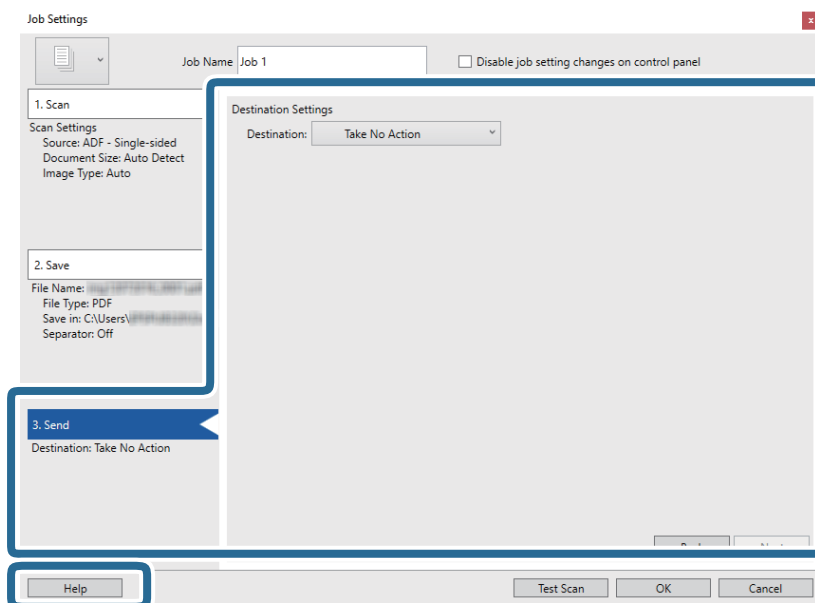 Job Settings
Job Name Job 1
Disable job setting changes on control panel
1. Scan
Scan Settings
Source: ADF - Single-sided
Document Size: Auto Detect
Image Type: Auto
2. Save
File Name:
File Type: PDF
Save in: C:\Users\
Separator: Off
3. Send
Destination: Take No Action
Destination Settings
Destination: Take No Action
Help
Test Scan
OK
Cancel